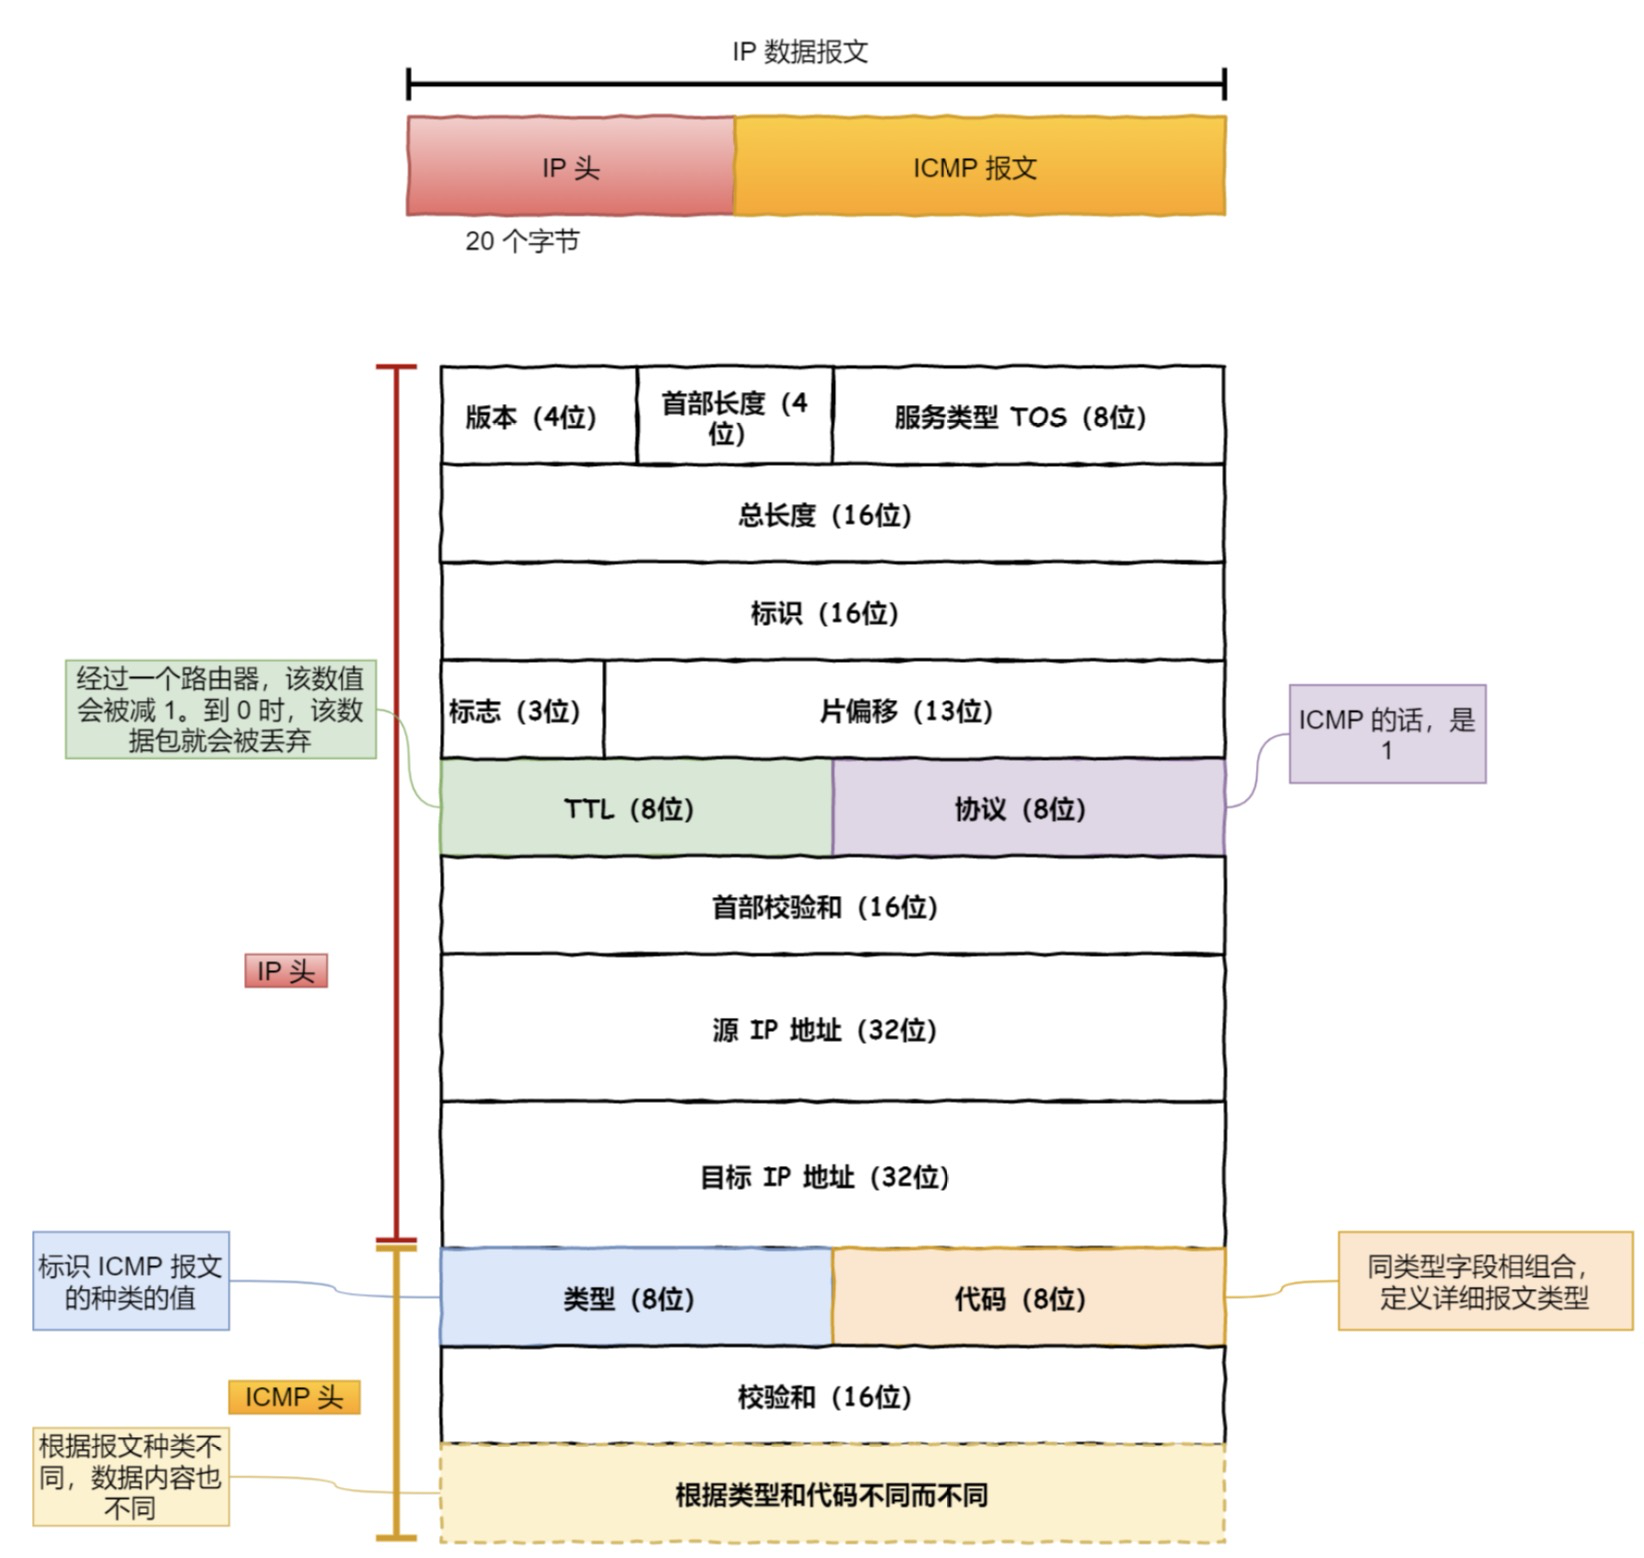 IP 数据报文
IP 头
ICMP 报文
20 个字节
版本（4位）
首部长度（4
位）
服务类型 TOS（8位）
总长度（16位）
标识（16位）
经过一个路由器，该数值
会被减 1。到 0 时，该数
据包就会被丢弃
标志（3位）
片偏移（13位）
ICMP 的话，是
1
TTL（8位）
协议（8位）
首部校验和（16位）
IP 头
源 IP 地址（32位）
目标 IP 地址（32位）
标识 ICMP 报文
的种类的值
类型（8位）
代码（8位）
同类型字段相组合，
定义详细报文类型
ICMP 头
校验和（16位）
根据报文种类不
同，数据内容也
不同
根据类型和代码不同而不同